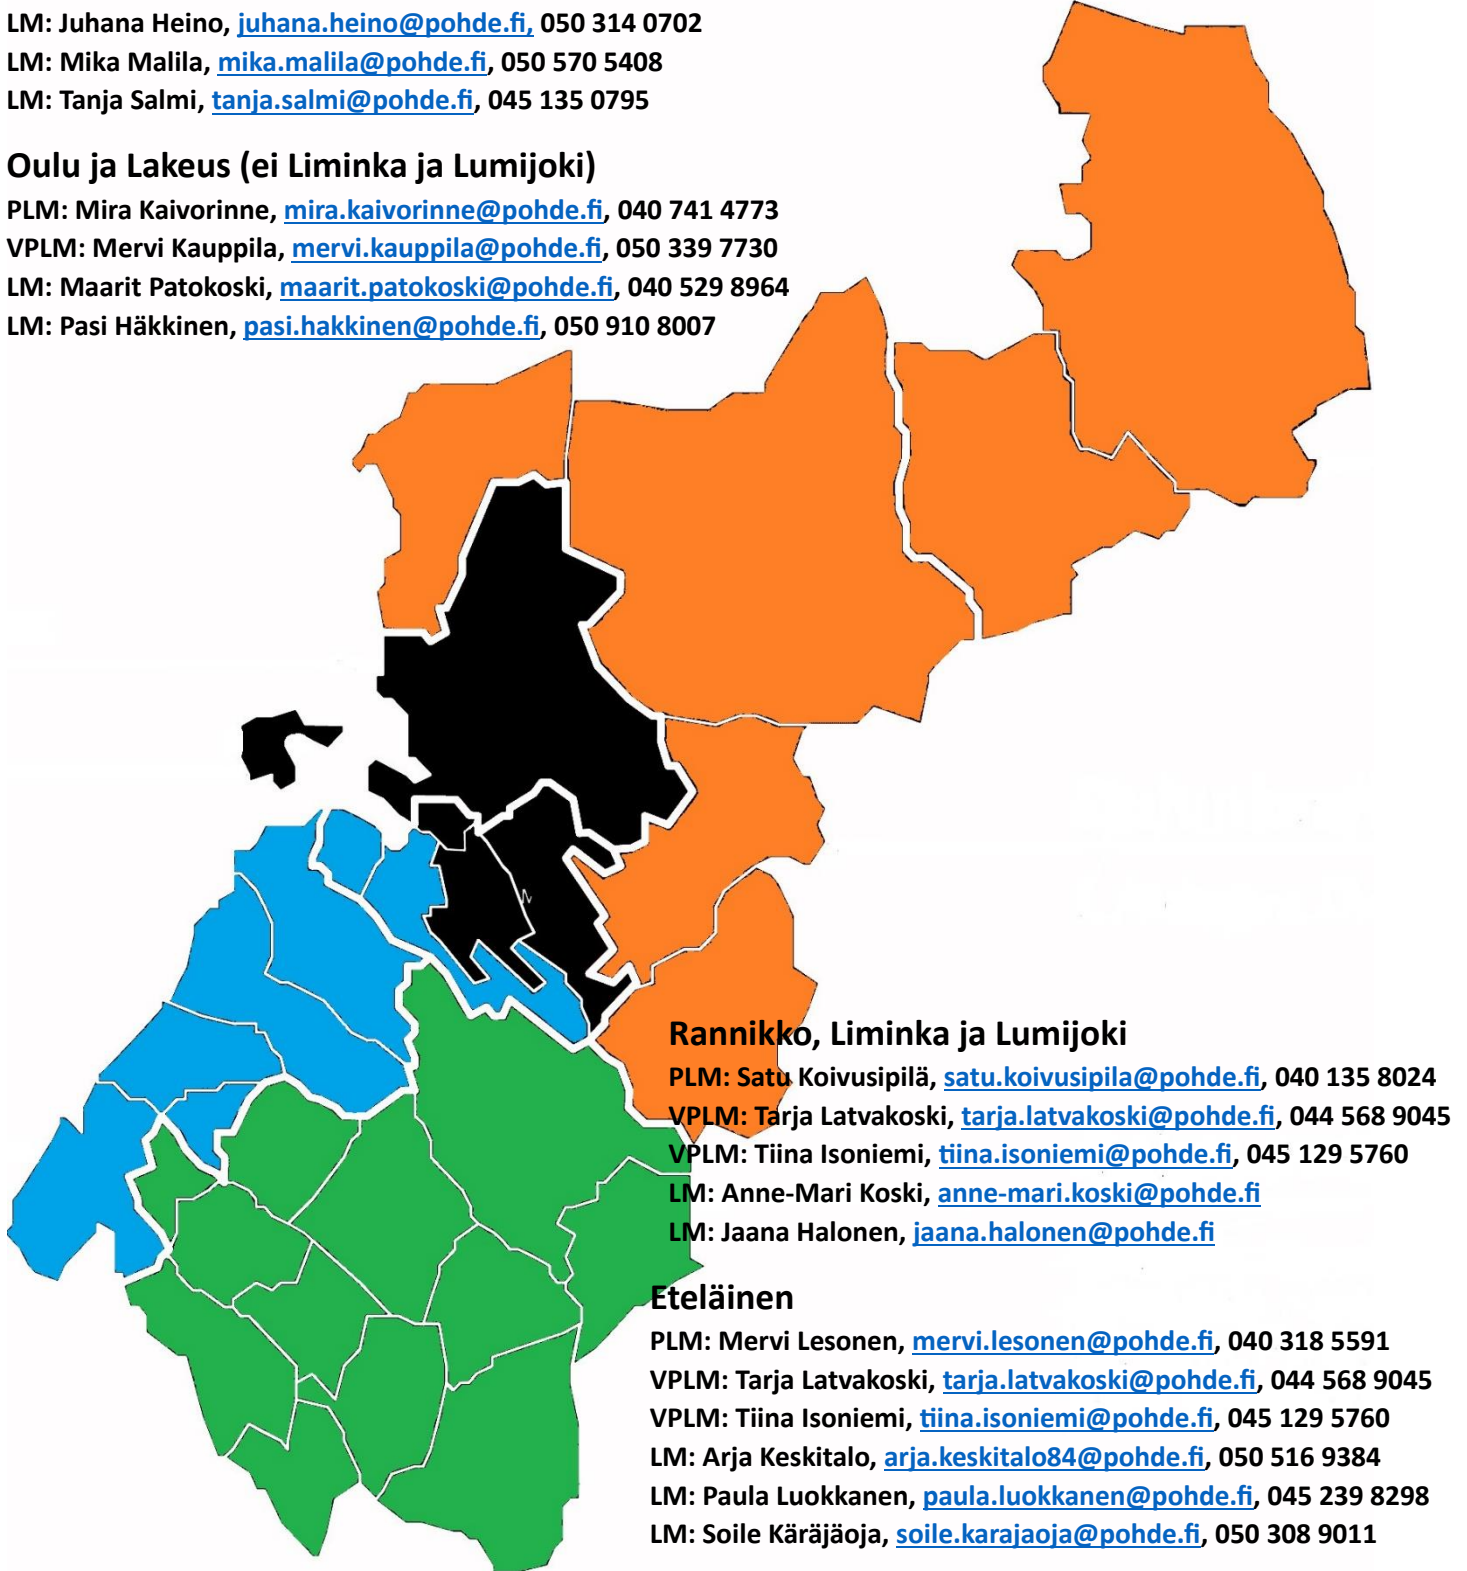 LM: Juhana Heino, juhana.heino@pohde.fi, 050 314 0702
LM: Mika Malila, mika.malila@pohde.fi, 050 570 5408
LM: Tanja Salmi, tanja.salmi@pohde.fi, 045 135 0795
Oulu ja Lakeus (ei Liminka ja Lumijoki)
PLM: Mira Kaivorinne, mira.kaivorinne@pohde.fi, 040 741 4773
VPLM: Mervi Kauppila, mervi.kauppila@pohde.fi, 050 339 7730
LM: Maarit Patokoski, maarit.patokoski@pohde.fi, 040 529 8964
LM: Pasi Häkkinen, pasi.hakkinen@pohde.fi, 050 910 8007
Rannikko, Liminka ja Lumijoki
PLM: Satu Koivusipilä, satu.koivusipila@pohde.fi, 040 135 8024
VPLM: Tarja Latvakoski, tarja.latvakoski@pohde.fi, 044 568 9045
VPLM: Tiina Isoniemi, tiina.isoniemi@pohde.fi, 045 129 5760
LM: Anne-Mari Koski, anne-mari.koski@pohde.fi
LM: Jaana Halonen, jaana.halonen@pohde.fi
Eteläinen
PLM: Mervi Lesonen, mervi.lesonen@pohde.fi, 040 318 5591
VPLM: Tarja Latvakoski, tarja.latvakoski@pohde.fi, 044 568 9045
VPLM: Tiina Isoniemi, tiina.isoniemi@pohde.fi, 045 129 5760
LM: Arja Keskitalo, arja.keskitalo84@pohde.fi, 050 516 9384
LM: Paula Luokkanen, paula.luokkanen@pohde.fi, 045 239 8298
LM: Soile Käräjäoja, soile.karajaoja@pohde.fi, 050 308 9011